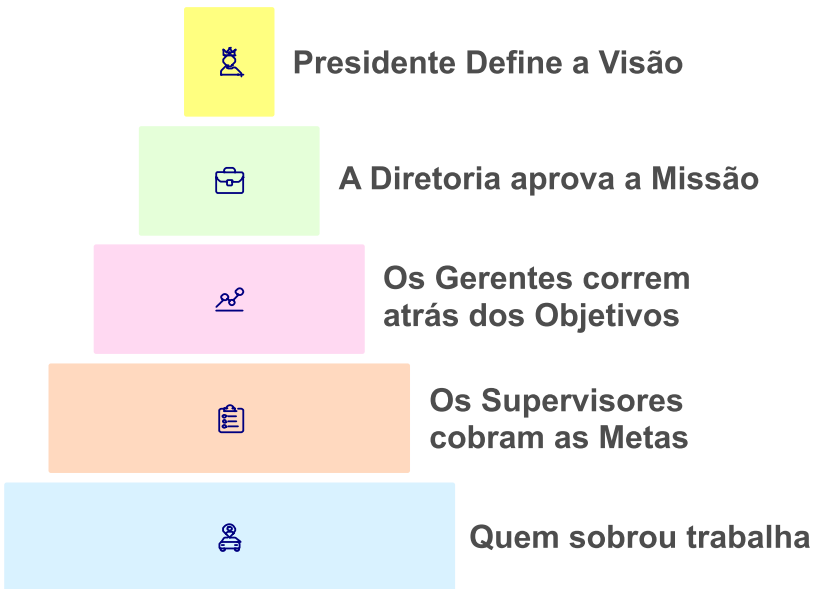 Presidente Define a Visão
A Diretoria aprova a Missão
Os Gerentes correm
atrás dos Objetivos
Os Supervisores
cobram as Metas
Quem sobrou trabalha